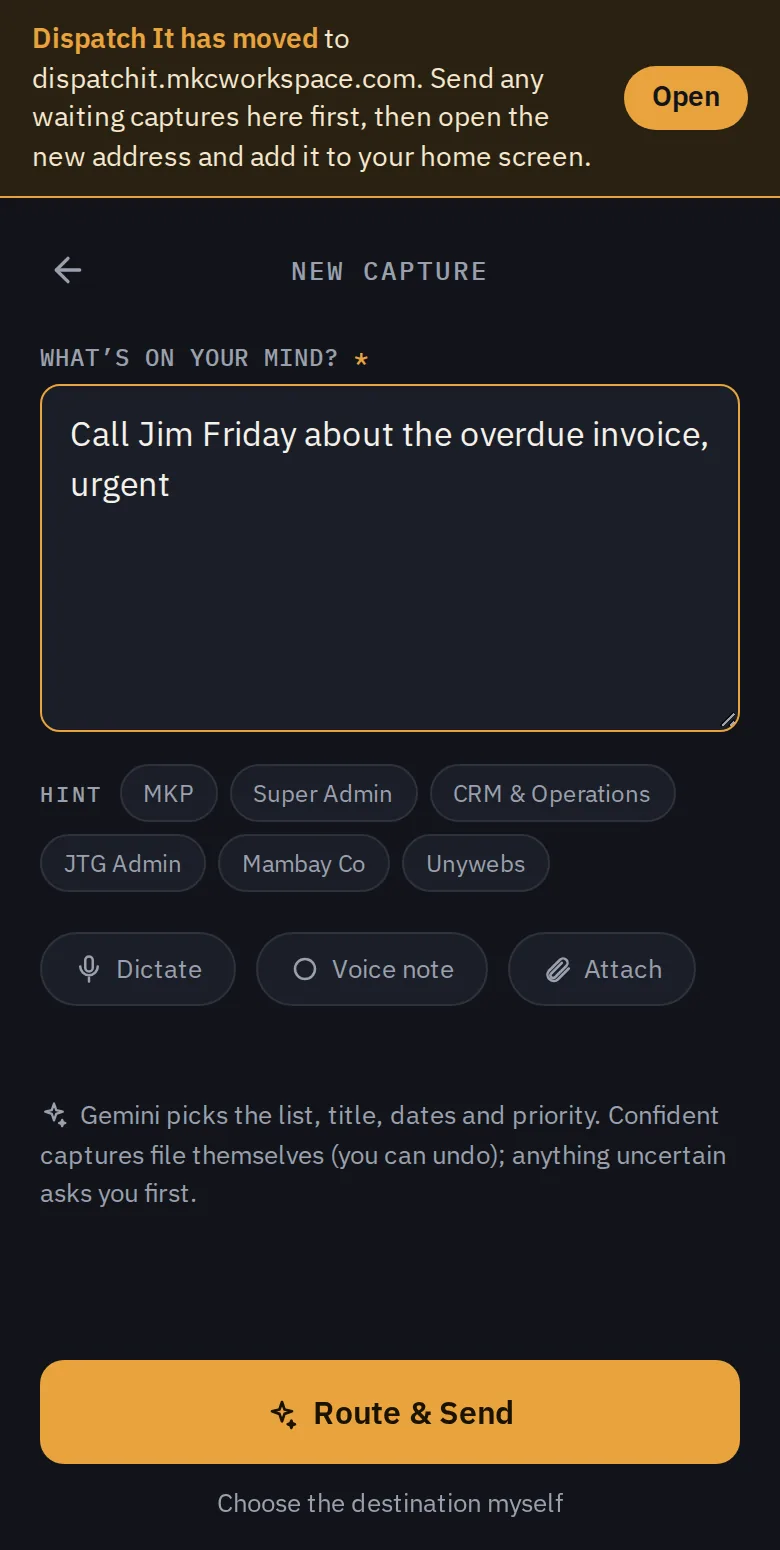 Dispatch It has moved to
dispatchit.mkcworkspace.com. Send any
waiting captures here first, then open the
new address and add it to your home screen.
Open
NEW CAPTURE
WHAT’S ON YOUR MIND? *
Call Jim Friday about the overdue invoice,
urgent
HINT MKP Super Admin CRM & Operations
JTG Admin Mambay Co Unywebs
Dictate Voice note Attach
Gemini picks the list, title, dates and priority. Confident
captures file themselves (you can undo); anything uncertain
asks you first.
Route & Send
Choose the destination myself